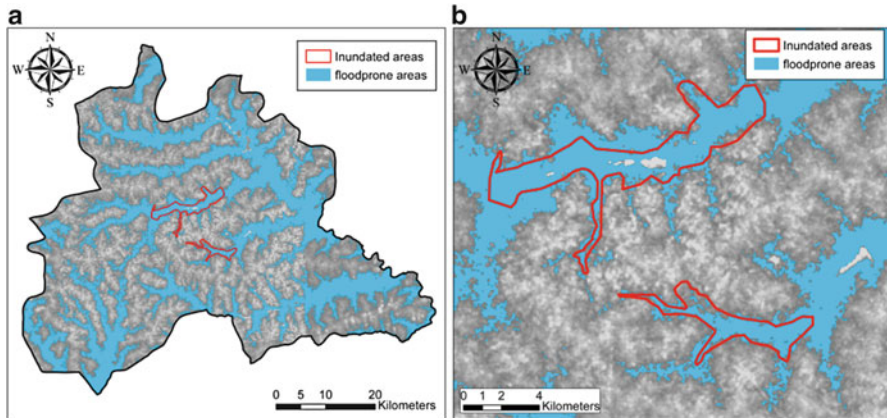 a
N
W E
S
Inundated areas
floodprone areas
0 5 10 20
Kilometers
b
N
W E
S
Inundated areas
floodprone areas
0 1 2 4
Kilometers